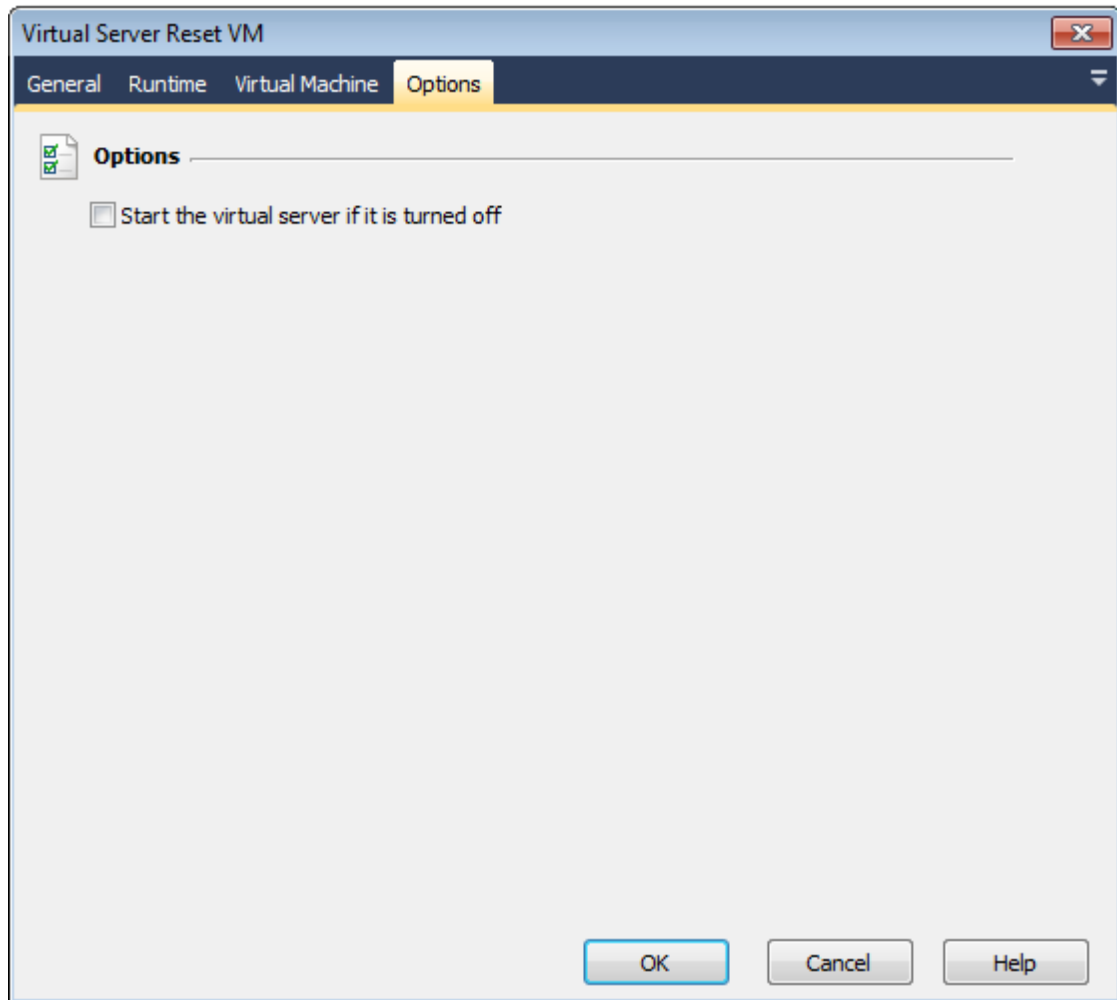 Virtual Server Reset VM
General Runtime Virtual Machine Options
Options
Start the virtual server if it is turned off
OK Cancel Help